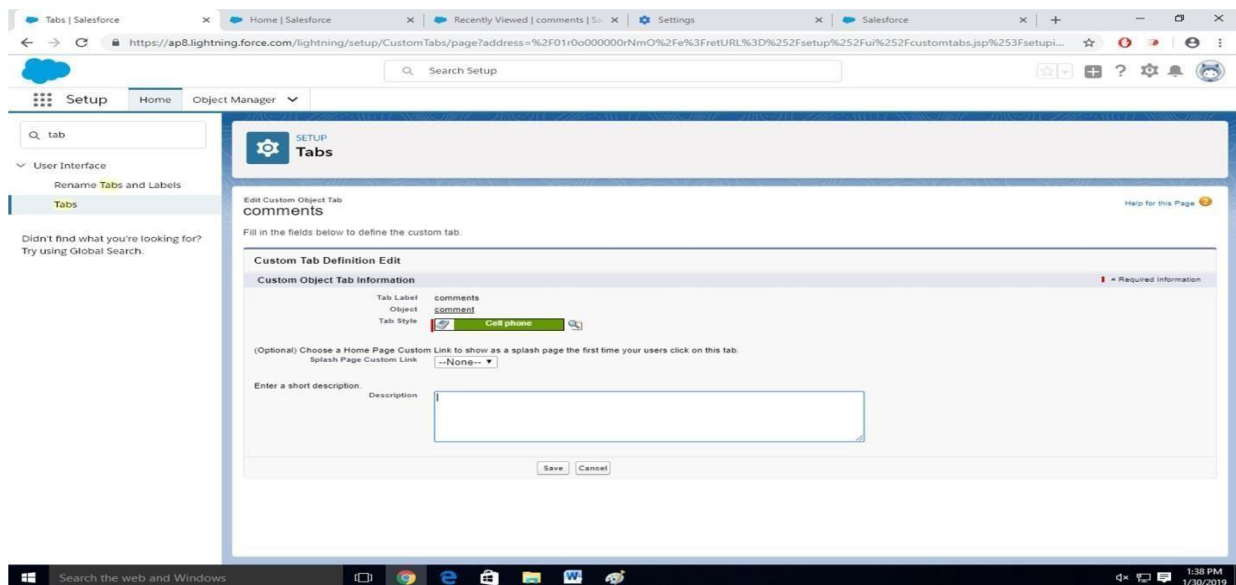 Tabs | Salesforce
Home | Salesforce
Recently Viewed | comments | Sa
Settings
Salesforce
https://ap8.lightning.force.com/lightning/setup/CustomTabs/page?address=%2F01r0o000000rNmO%2Fe%3FretURL%3D%252Fsetup%252Fui%252Fcustomtabs.jsp%253Fsetupi...
Search Setup
Setup Home Object Manager
tab
User Interface
Rename Tabs and Labels
Tabs
Didn't find what you're looking for?
Try using Global Search.
SETUP
Tabs
Edit Custom Object Tab
comments
Help for this Page
Fill in the fields below to define the custom tab.
Custom Tab Definition Edit
Custom Object Tab Information
= Required Information
Tab Label comments
Object comment
Tab Style Cell phone
(Optional) Choose a Home Page Custom Link to show as a splash page the first time your users click on this tab.
Splash Page Custom Link --None--
Enter a short description.
Description
Save Cancel
Search the web and Windows
1:38 PM
1/30/2019